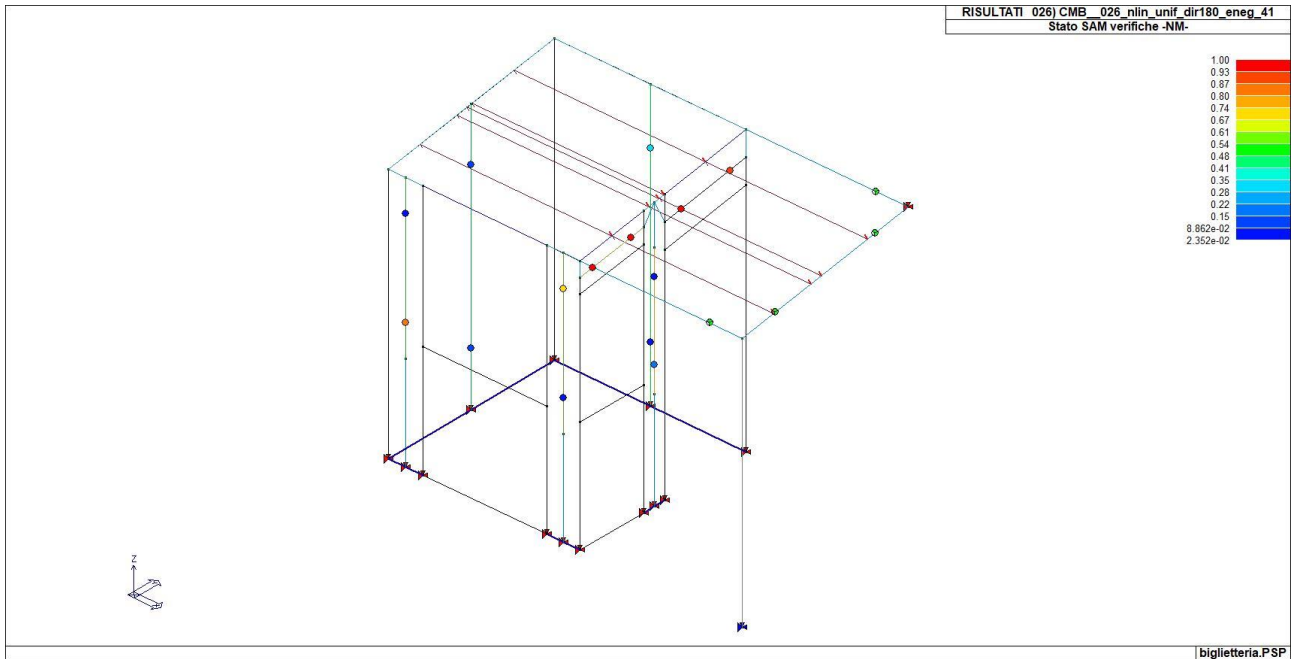 RISULTATI 026) CMB__026_nlin_unif_dir180_eneg_41
Stato SAM verifiche -NM-
1.00
0.93
0.87
0.80
0.74
0.67
0.61
0.54
0.48
0.41
0.35
0.28
0.22
0.15
8.862e-02
2.352e-02
Z
biglietteria.PSP